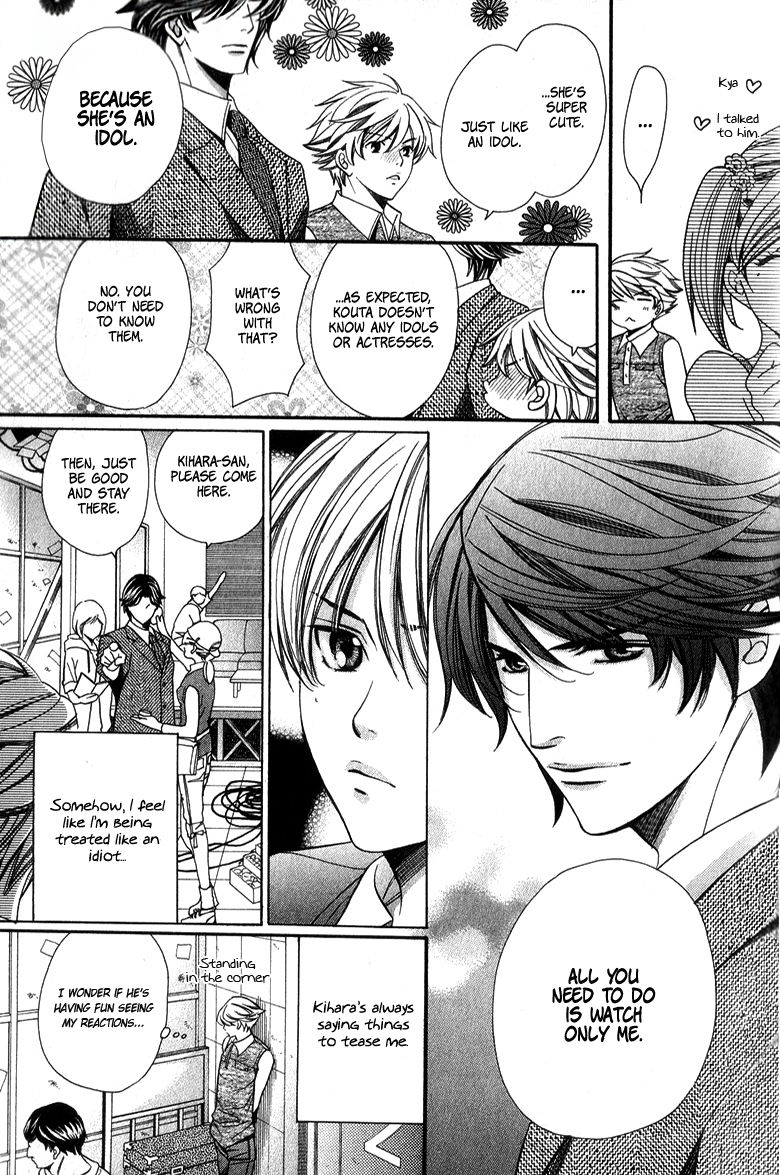 Kya ♡
♡ I talked
to him.
...
...SHE'S
SUPER
CUTE.
JUST LIKE
AN IDOL.
BECAUSE
SHE'S AN
IDOL.
...
...AS EXPECTED,
KOUTA DOESN'T
KNOW ANY IDOLS
OR ACTRESSES.
WHAT'S
WRONG
WITH
THAT?
NO. YOU
DON'T NEED
TO KNOW
THEM.
ALL YOU
NEED TO DO
IS WATCH
ONLY ME.
KIHARA-SAN,
PLEASE COME
HERE.
THEN, JUST
BE GOOD
AND STAY
THERE.
Somehow, I feel
like I'm being
treated like an
idiot...
Kihara's always
saying things
to tease me.
Standing
in the corner
I WONDER IF HE'S
HAVING FUN SEEING
MY REACTIONS...